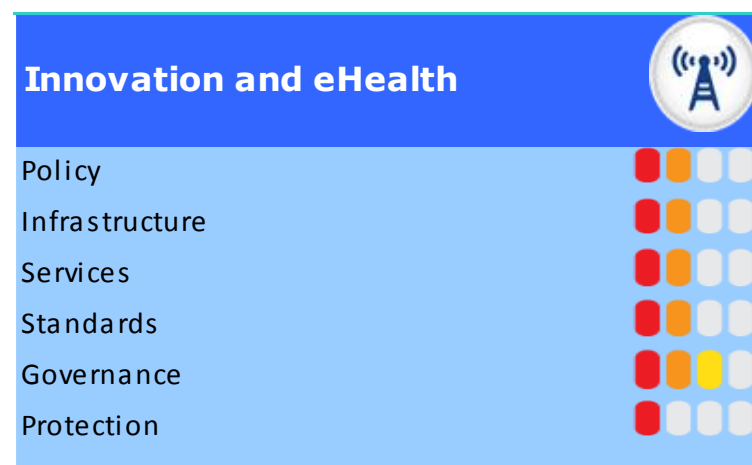 Innovation and eHealth
Policy
Infrastructure
Services
Standards
Governance
Protection